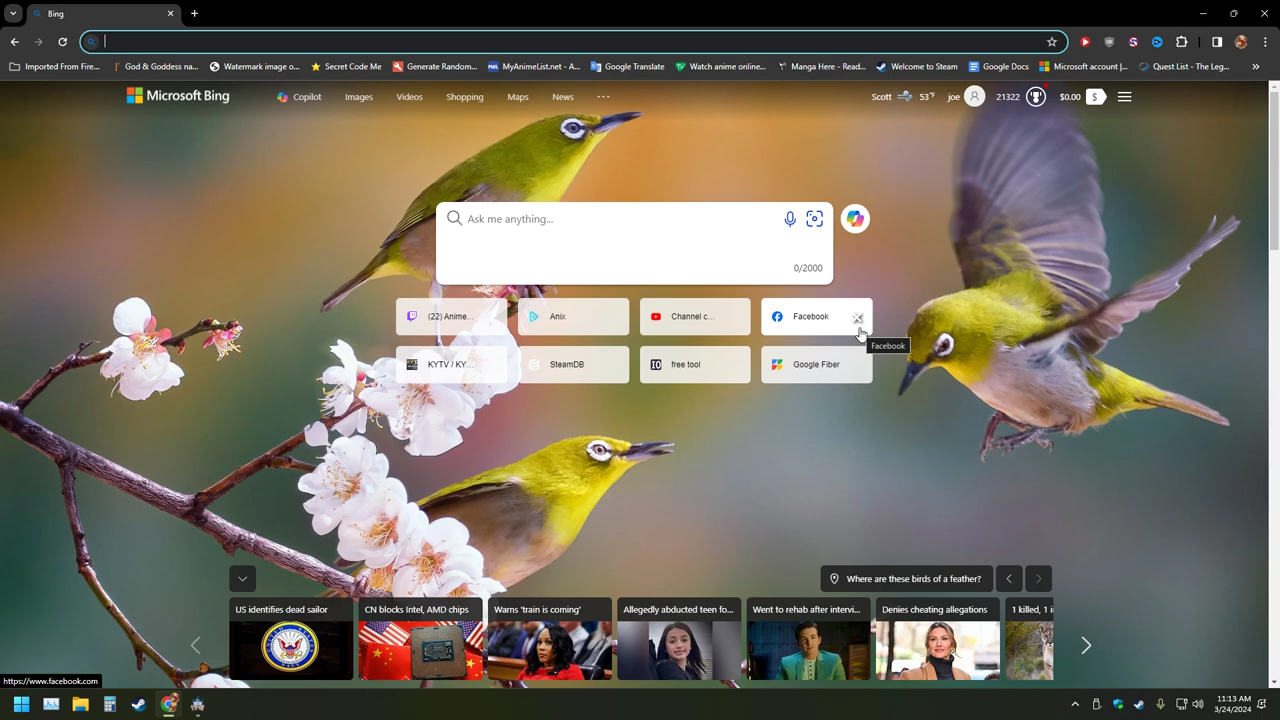 Bing
Imported From Fire...
God & Goddess na...
Watermark image o...
Secret Code Me
Generate Random...
MAL MyAnimeList.net - A...
Google Translate
Watch anime online...
Manga Here - Read...
Welcome to Steam
Google Docs
Microsoft account |...
Quest List - The Leg...
»
Microsoft Bing
Copilot
Images
Videos
Shopping
Maps
News
Scott
53°F
joe
21322
$0.00
$
Ask me anything...
0/2000
(22) Anime...
Anix
Channel c...
Facebook
Facebook
KYTV / KY...
SteamDB
free tool
Google Fiber
Where are these birds of a feather?
US identifies dead sailor
CN blocks Intel, AMD chips
Warns 'train is coming'
Allegedly abducted teen fo...
Went to rehab after intervi...
Denies cheating allegations
1 killed, 1 i
https://www.facebook.com
11:13 AM
3/24/2024